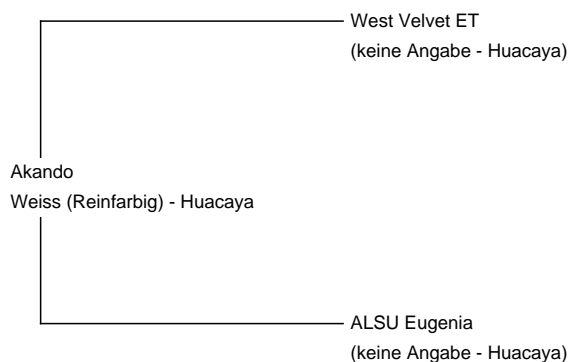 West Velvet ET
(keine Angabe - Huacaya)
Akando
Weiss (Reinfarbig) - Huacaya
ALSU Eugenia
(keine Angabe - Huacaya)